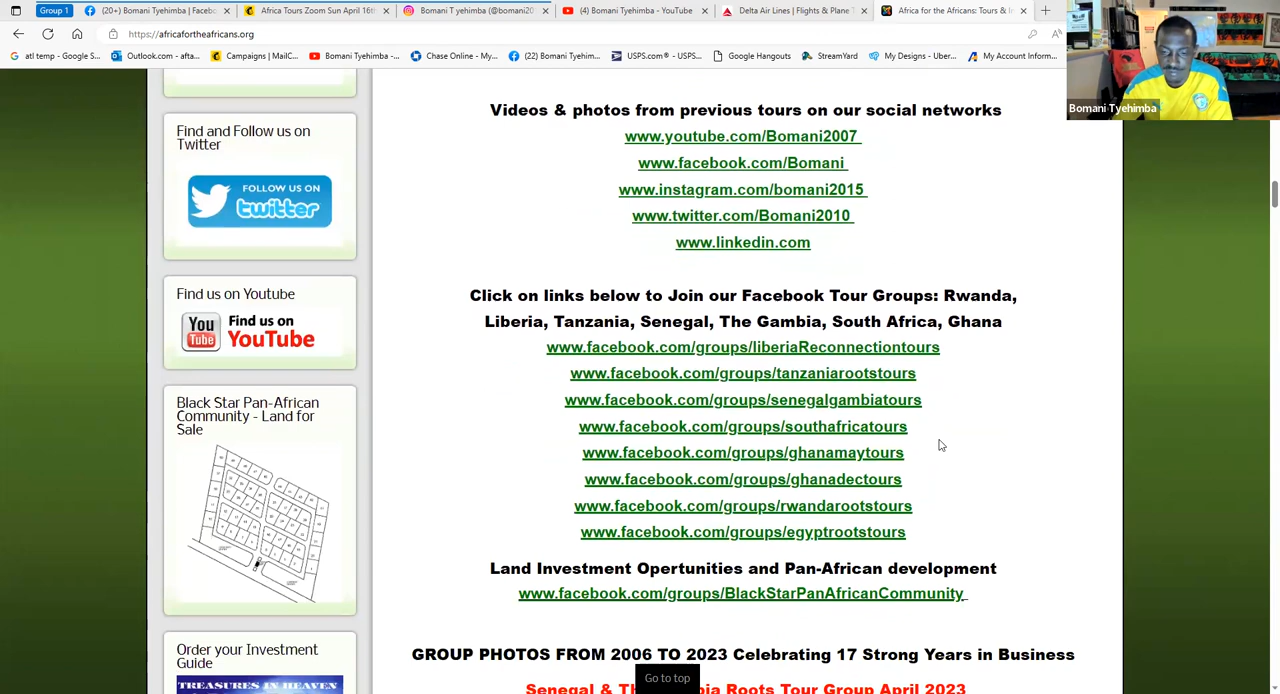 Group 1
(20+) Bomani Tyehimba | Facebo
Africa Tours Zoom Sun April 16th
Bomani T yehimba (@bomani20
(4) Bomani Tyehimba - YouTube
Delta Air Lines | Flights & Plane T
Africa for the Africans: Tours & In
https://africafortheafricans.org
atl temp - Google S...
Outlook.com - afta...
Campaigns | MailC...
Bomani Tyehimba -...
Chase Online - My...
(22) Bomani Tyehim...
USPS.com® - USPS...
Google Hangouts
StreamYard
My Designs - Uber...
My Account Inform...
Bomani Tyehimba
Find and Follow us on
Twitter
FOLLOW US ON
twitter
Find us on Youtube
You
Tube
Find us on
YouTube
Black Star Pan-African
Community - Land for
Sale
Order your Investment
Guide
TREASURES IN HEAVEN
Videos & photos from previous tours on our social networks
www.youtube.com/Bomani2007
www.facebook.com/Bomani
www.instagram.com/bomani2015
www.twitter.com/Bomani2010
www.linkedin.com
Click on links below to Join our Facebook Tour Groups: Rwanda,
Liberia, Tanzania, Senegal, The Gambia, South Africa, Ghana
www.facebook.com/groups/liberiaReconnectiontours
www.facebook.com/groups/tanzaniarootstours
www.facebook.com/groups/senegalgambiatours
www.facebook.com/groups/southafricatours
www.facebook.com/groups/ghanamaytours
www.facebook.com/groups/ghanadectours
www.facebook.com/groups/rwandarootstours
www.facebook.com/groups/egyptrootstours
Land Investment Opertunities and Pan-African development
www.facebook.com/groups/BlackStarPanAfricanCommunity
GROUP PHOTOS FROM 2006 TO 2023 Celebrating 17 Strong Years in Business
Go to top
Senegal & Th bia Roots Tour Group April 2023